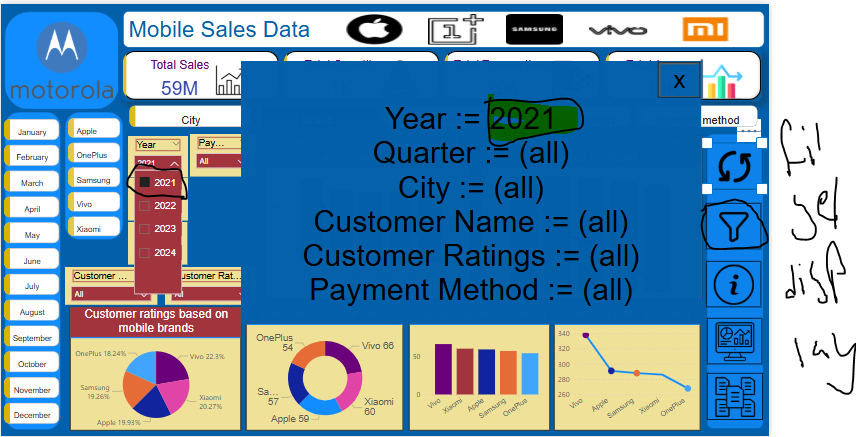 Mobile Sales Data
SAMSUNG
vivo
mi
motorola
Total Sales
59M
X
City
method
Year := 2021
Quarter := (all)
City := (all)
Customer Name := (all)
Customer Ratings := (all)
Payment Method := (all)
January
February
March
April
May
June
July
August
September
October
November
December
Apple
OnePlus
Samsung
Vivo
Xiaomi
Year
2021
2021
2022
2023
2024
Pay...
All
Customer ...
All
ustomer Rat...
All
Customer ratings based on
mobile brands
OnePlus 18.24%
Vivo 22.3%
Samsung
19.26%
Xiaomi
20.27%
Apple 19.93%
OnePlus
54
Vivo 66
Sa...
57
Xiaomi
60
Apple 59
50
0
Vivo
Xiaomi
Apple
Samsung
OnePlus
340
320
300
280
260
Vivo
Apple
Samsung
Xiaomi
OnePlus
disp
lay